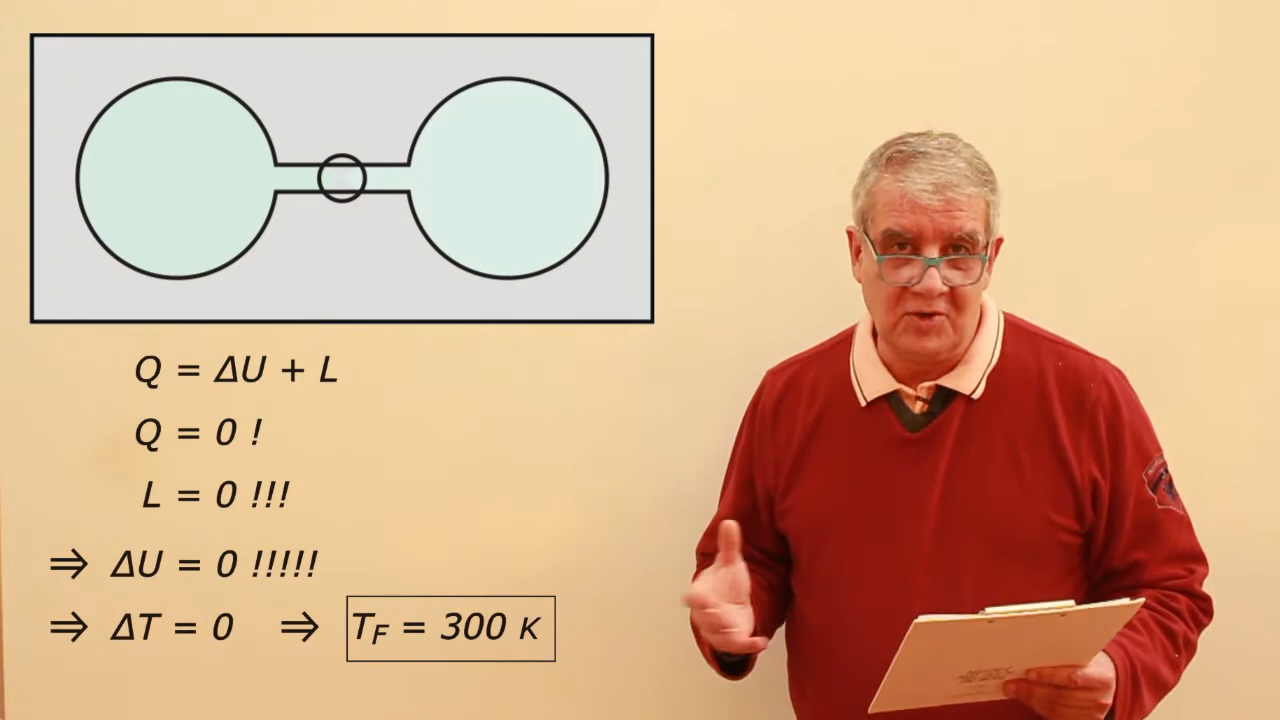 Q = ΔU + L
Q = 0 !
L = 0 !!!
⇒ ΔU = 0 !!!!!
⇒ ΔT = 0 ⇒ T_F = 300 K